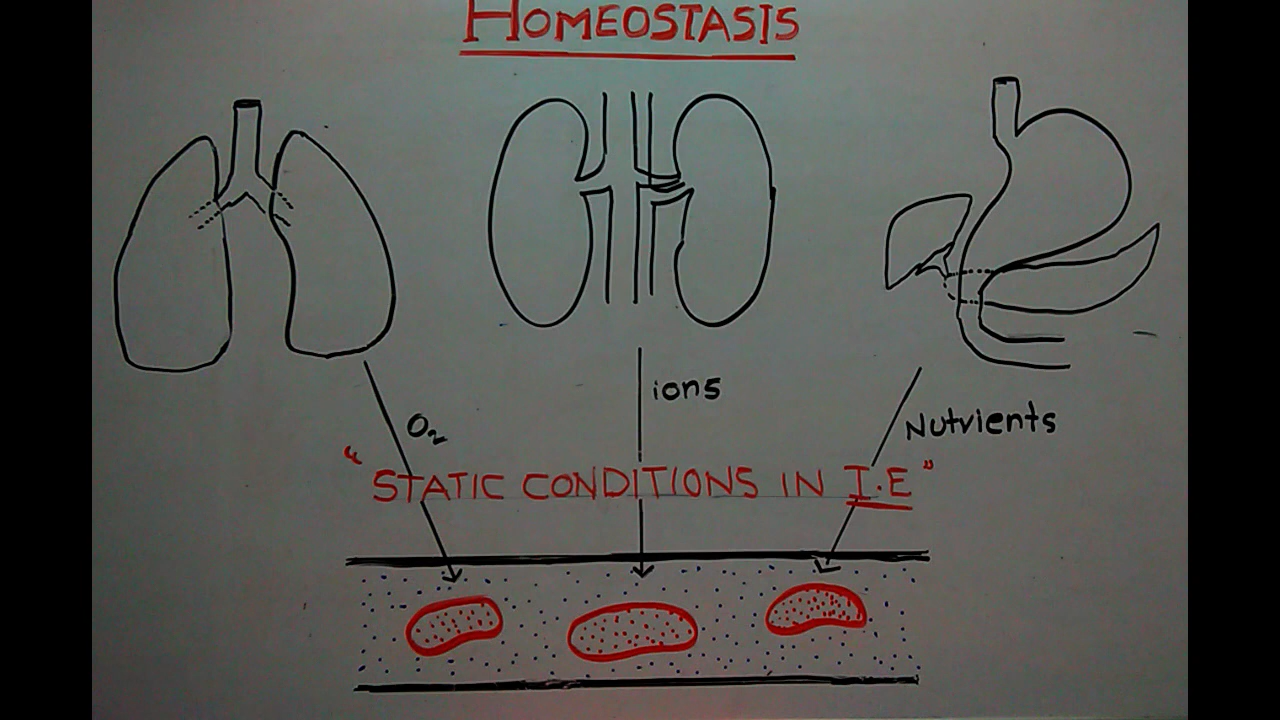 HOMEOSTASIS
ions
O₂
Nutrients
"STATIC CONDITIONS IN I.E"